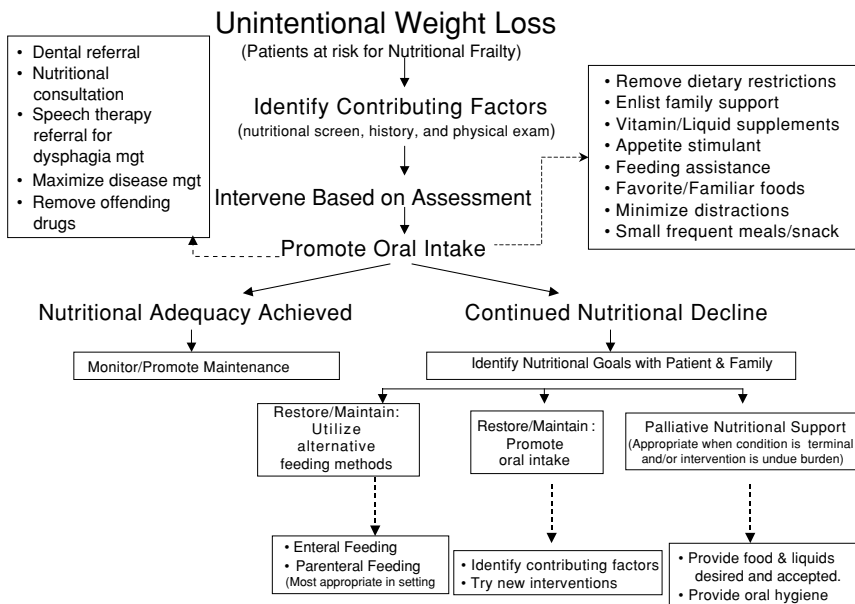 Unintentional Weight Loss
(Patients at risk for Nutritional Frailty)
• Dental referral
• Nutritional
consultation
• Speech therapy
referral for
dysphagia mgt
• Maximize disease mgt
• Remove offending
drugs
Identify Contributing Factors
(nutritional screen, history, and physical exam)
• Remove dietary restrictions
• Enlist family support
• Vitamin/Liquid supplements
• Appetite stimulant
• Feeding assistance
• Favorite/Familiar foods
• Minimize distractions
• Small frequent meals/snack
Intervene Based on Assessment
Promote Oral Intake
Nutritional Adequacy Achieved
Continued Nutritional Decline
Monitor/Promote Maintenance
Identify Nutritional Goals with Patient & Family
Restore/Maintain:
Utilize
alternative
feeding methods
Restore/Maintain :
Promote
oral intake
Palliative Nutritional Support
(Appropriate when condition is terminal
and/or intervention is undue burden)
• Enteral Feeding
• Parenteral Feeding
(Most appropriate in setting
• Identify contributing factors
• Try new interventions
• Provide food & liquids
desired and accepted.
• Provide oral hygiene